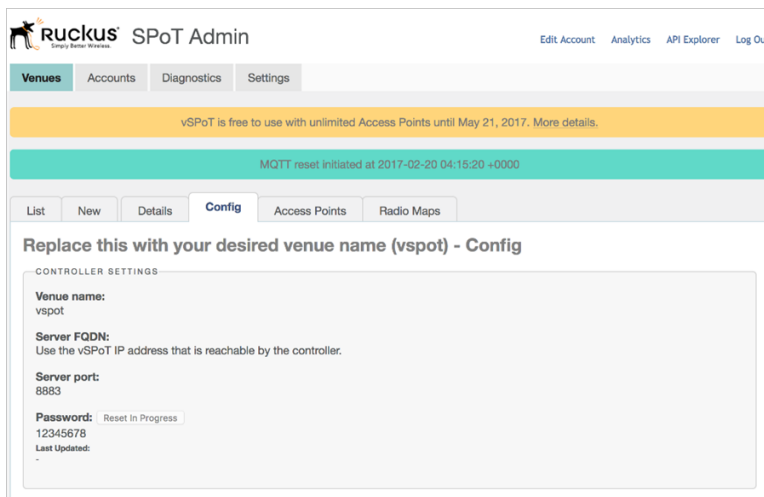 Ruckus
Simply Better Wireless.
SPoT Admin
Edit Account Analytics API Explorer Log Ou
Venues Accounts Diagnostics Settings
vSPoT is free to use with unlimited Access Points until May 21, 2017. More details.
MQTT reset initiated at 2017-02-20 04:15:20 +0000
List New Details Config Access Points Radio Maps
Replace this with your desired venue name (vspot) - Config
CONTROLLER SETTINGS
Venue name:
vspot
Server FQDN:
Use the vSPoT IP address that is reachable by the controller.
Server port:
8883
Password: Reset In Progress
12345678
Last Updated:
-